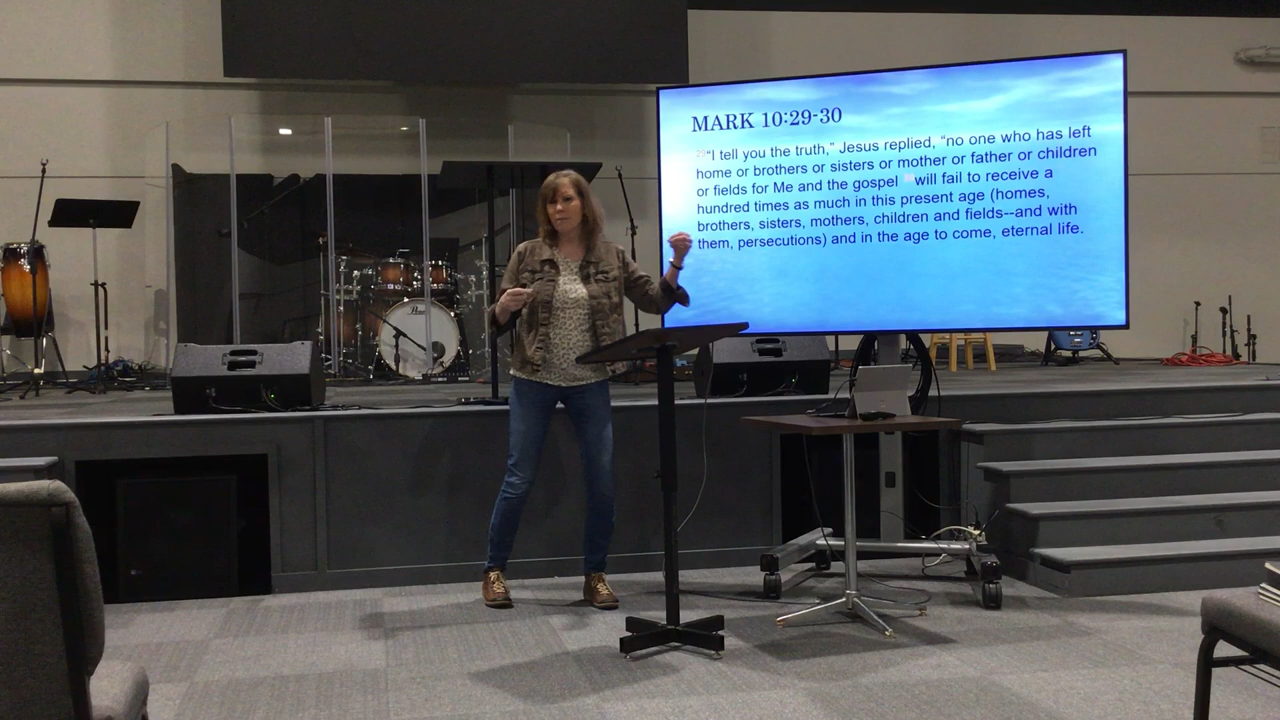 MARK 10:29-30
29“I tell you the truth,” Jesus replied, “no one who has left
home or brothers or sisters or mother or father or children
or fields for Me and the gospel will fail to receive a
hundred times as much in this present age (homes,
brothers, sisters, mothers, children and fields--and with
them, persecutions) and in the age to come, eternal life.
Pearl